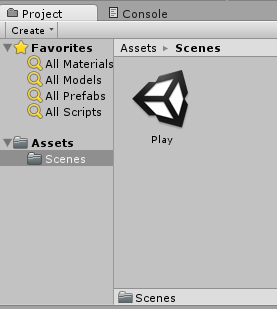 Project
Console
Create
Favorites
All Materials
All Models
All Prefabs
All Scripts
Assets
Scenes
Assets Scenes
Play
Scenes